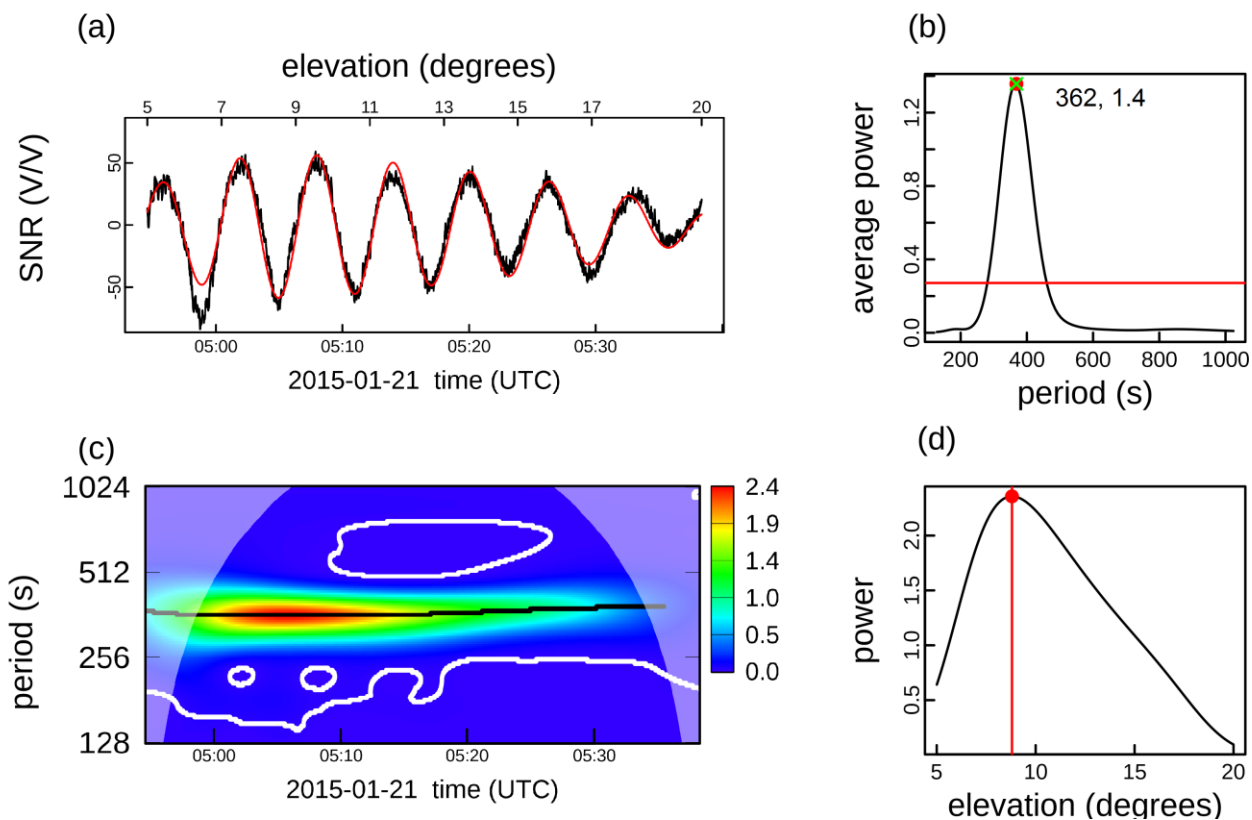 (a)
elevation (degrees)
5 7 8 9 11 12 13 14 15 16 17 20
50
0
-50
SNR (V/V)
05:00 05:10 05:20 05:30
2015-01-21 time (UTC)
(b)
362, 1.4
1.2
0.8
0.4
0.0
average power
200 400 600 800 1000
period (s)
(c)
1024
512
256
128
period (s)
2.4
1.9
1.4
1.0
0.5
0.0
05:00 05:10 05:20 05:30
2015-01-21 time (UTC)
(d)
2.0
1.5
1.0
0.5
power
5 10 15 20
elevation (degrees)